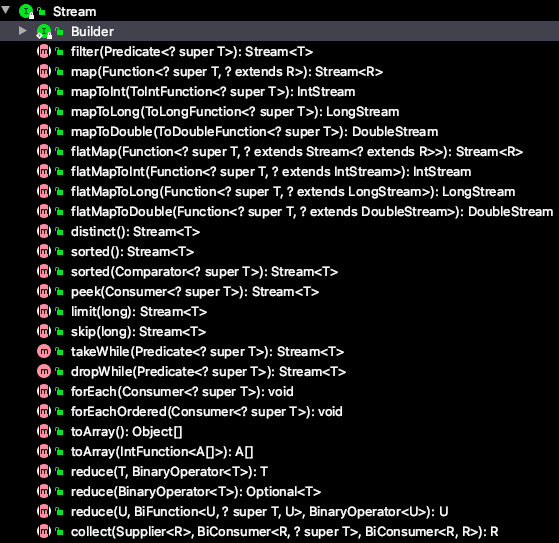 Stream
Builder
filter(Predicate<? super T>): Stream<T>
map(Function<? super T, ? extends R>): Stream<R>
mapToInt(ToIntFunction<? super T>): IntStream
mapToLong(ToLongFunction<? super T>): LongStream
mapToDouble(ToDoubleFunction<? super T>): DoubleStream
flatMap(Function<? super T, ? extends Stream<? extends R>>): Stream<R>
flatMapToInt(Function<? super T, ? extends IntStream>): IntStream
flatMapToLong(Function<? super T, ? extends LongStream>): LongStream
flatMapToDouble(Function<? super T, ? extends DoubleStream>): DoubleStream
distinct(): Stream<T>
sorted(): Stream<T>
sorted(Comparator<? super T>): Stream<T>
peek(Consumer<? super T>): Stream<T>
limit(long): Stream<T>
skip(long): Stream<T>
takeWhile(Predicate<? super T>): Stream<T>
dropWhile(Predicate<? super T>): Stream<T>
forEach(Consumer<? super T>): void
forEachOrdered(Consumer<? super T>): void
toArray(): Object[]
toArray(IntFunction<A[]>): A[]
reduce(T, BinaryOperator<T>): T
reduce(BinaryOperator<T>): Optional<T>
reduce(U, BiFunction<U, ? super T, U>, BinaryOperator<U>): U
collect(Supplier<R>, BiConsumer<R, ? super T>, BiConsumer<R, R>): R